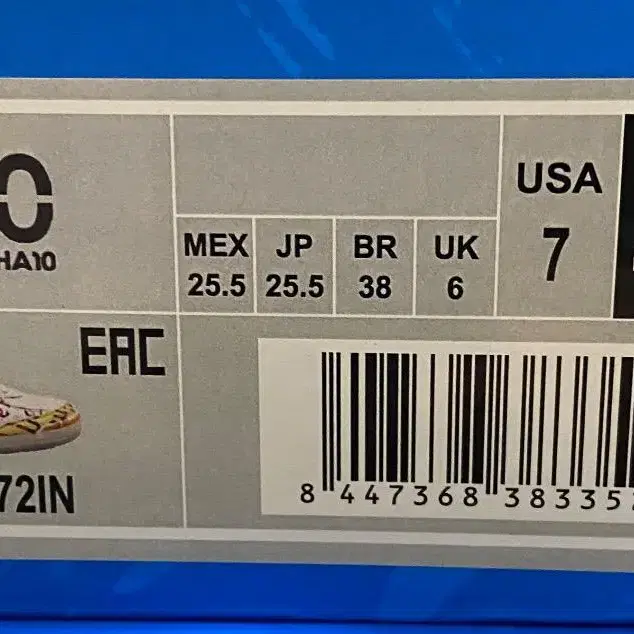 0
HA10
MEX JP BR UK
25.5 25.5 38 6
USA
7
EAC
72IN
8 447368 38335